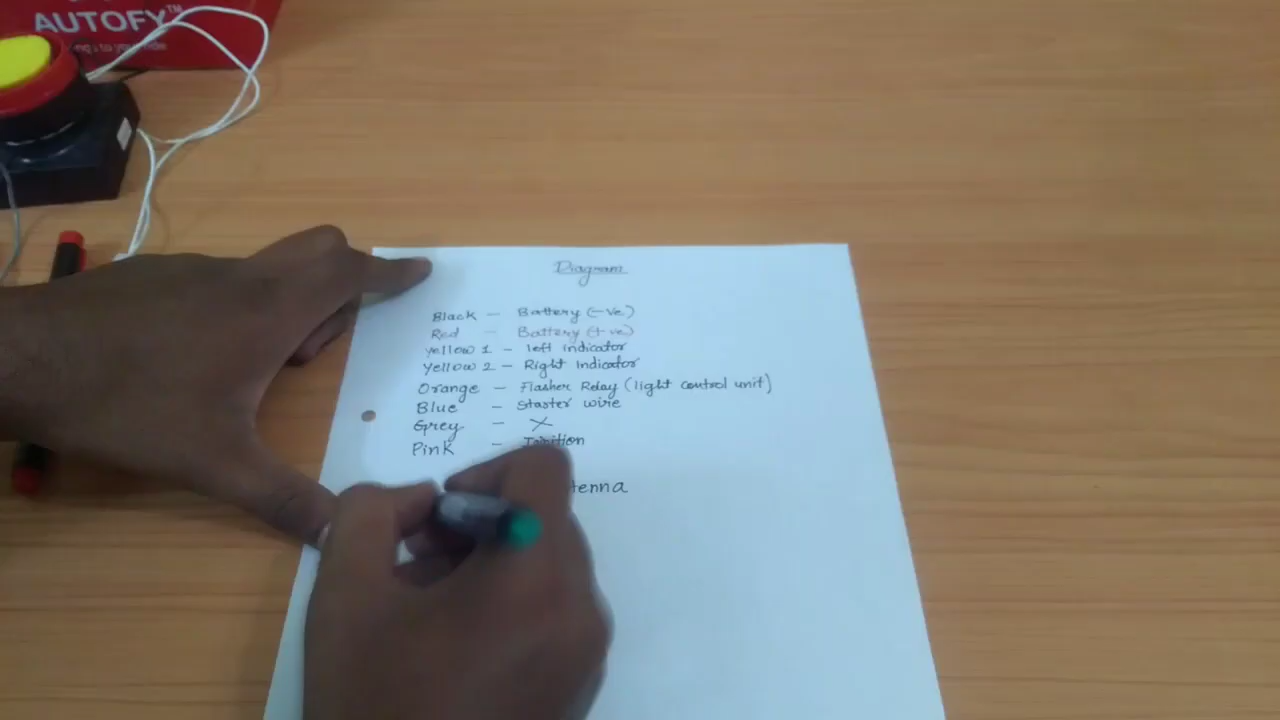 AUTOFY™
Diagram
Black - Battery (-ve)
Red - Battery (+ve)
Yellow 1 - left indicator
Yellow 2 - Right indicator
Orange - Flasher Relay (light control unit)
Blue - Starter wire
Grey - X
Pink - Ignition
tenna